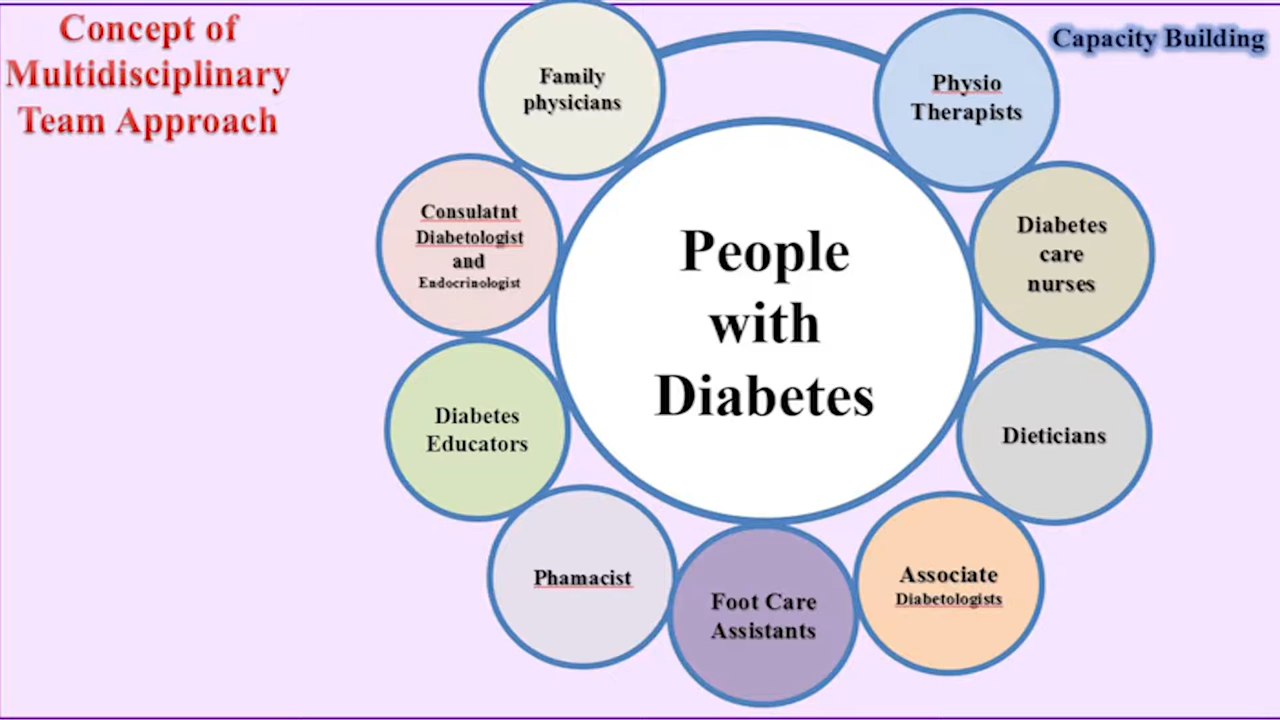 Concept of
Multidisciplinary
Team Approach
Capacity Building
Family
physicians
Physio
Therapists
Consulatnt
Diabetologist
and
Endocrinologist
Diabetes
care
nurses
People
with
Diabetes
Diabetes
Educators
Dieticians
Phamacist
Foot Care
Assistants
Associate
Diabetologists